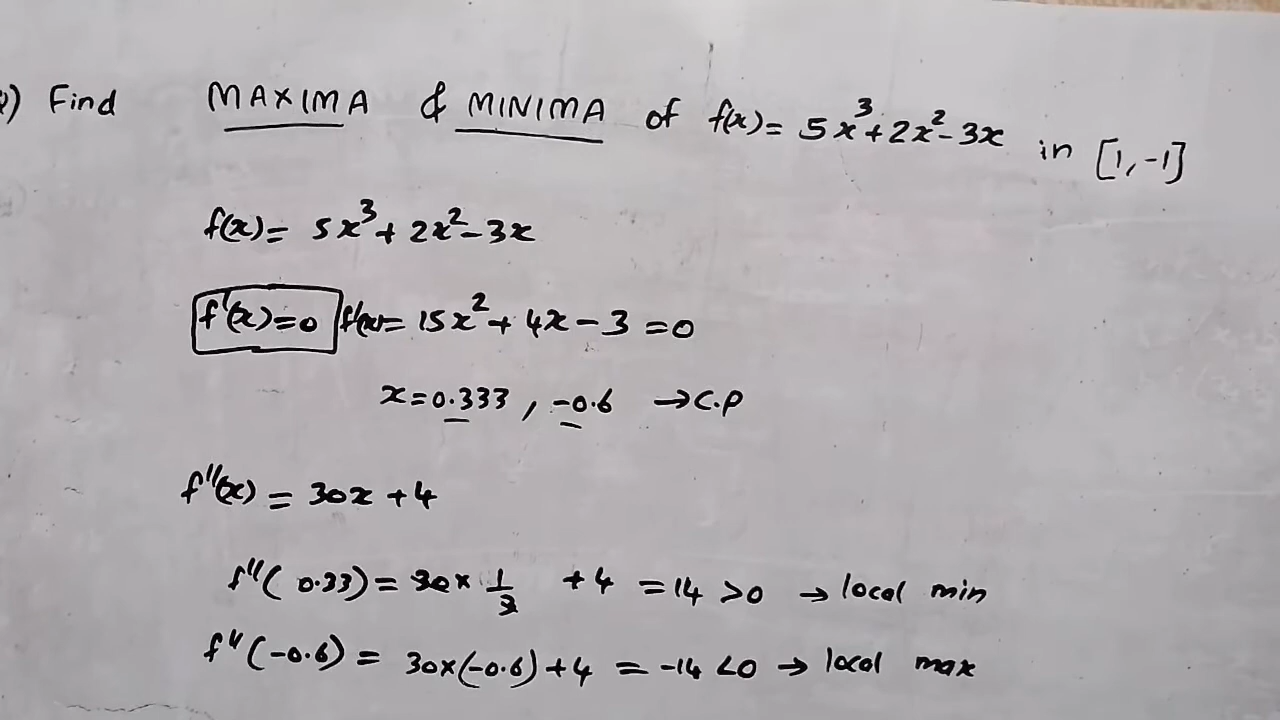 ) Find MAXIMA & MINIMA of f(x)= 5x³+2x²-3x in [1,-1]
f(x)= 5x³+2x²-3x
f'(x)=0 f'(x)= 15x²+4x-3=0
x=0.333, -0.6 →C.P
f''(x) = 30x+4
f''(0.33)= 30×1/3 +4 =14>0 → local min
f''(-0.6)= 30×(-0.6)+4 = -14<0 → local max